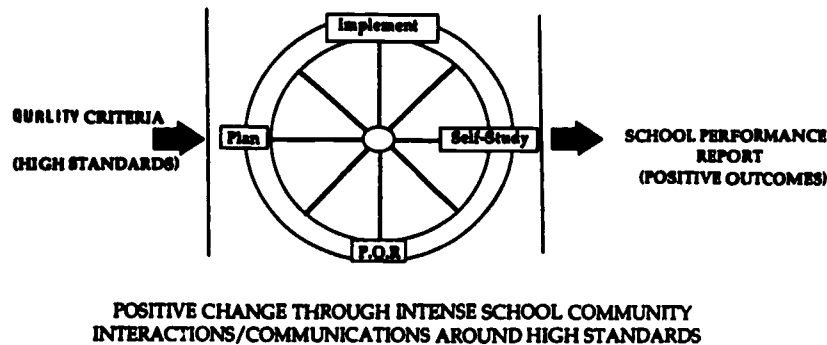 Implement
QUALITY CRITERIA
(HIGH STANDARDS)
Plan
Self-Study
P.Q.R
SCHOOL PERFORMANCE
REPORT
(POSITIVE OUTCOMES)
POSITIVE CHANGE THROUGH INTENSE SCHOOL COMMUNITY
INTERACTIONS/COMMUNICATIONS AROUND HIGH STANDARDS